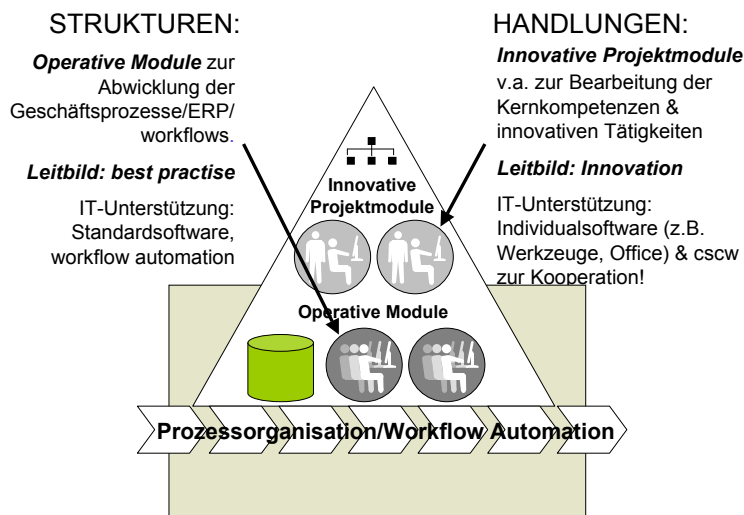 STRUKTUREN:
Operative Module zur
Abwicklung der
Geschäftsprozesse/ERP/
workflows.
Leitbild: best practise
IT-Unterstützung:
Standardsoftware,
workflow automation
HANDLUNGEN:
Innovative Projektmodule
v.a. zur Bearbeitung der
Kernkompetenzen &
innovativen Tätigkeiten
Leitbild: Innovation
IT-Unterstützung:
Individualsoftware (z.B.
Werkzeuge, Office) & cscw
zur Kooperation!
Innovative
Projektmodule
Operative Module
Prozessorganisation/Workflow Automation